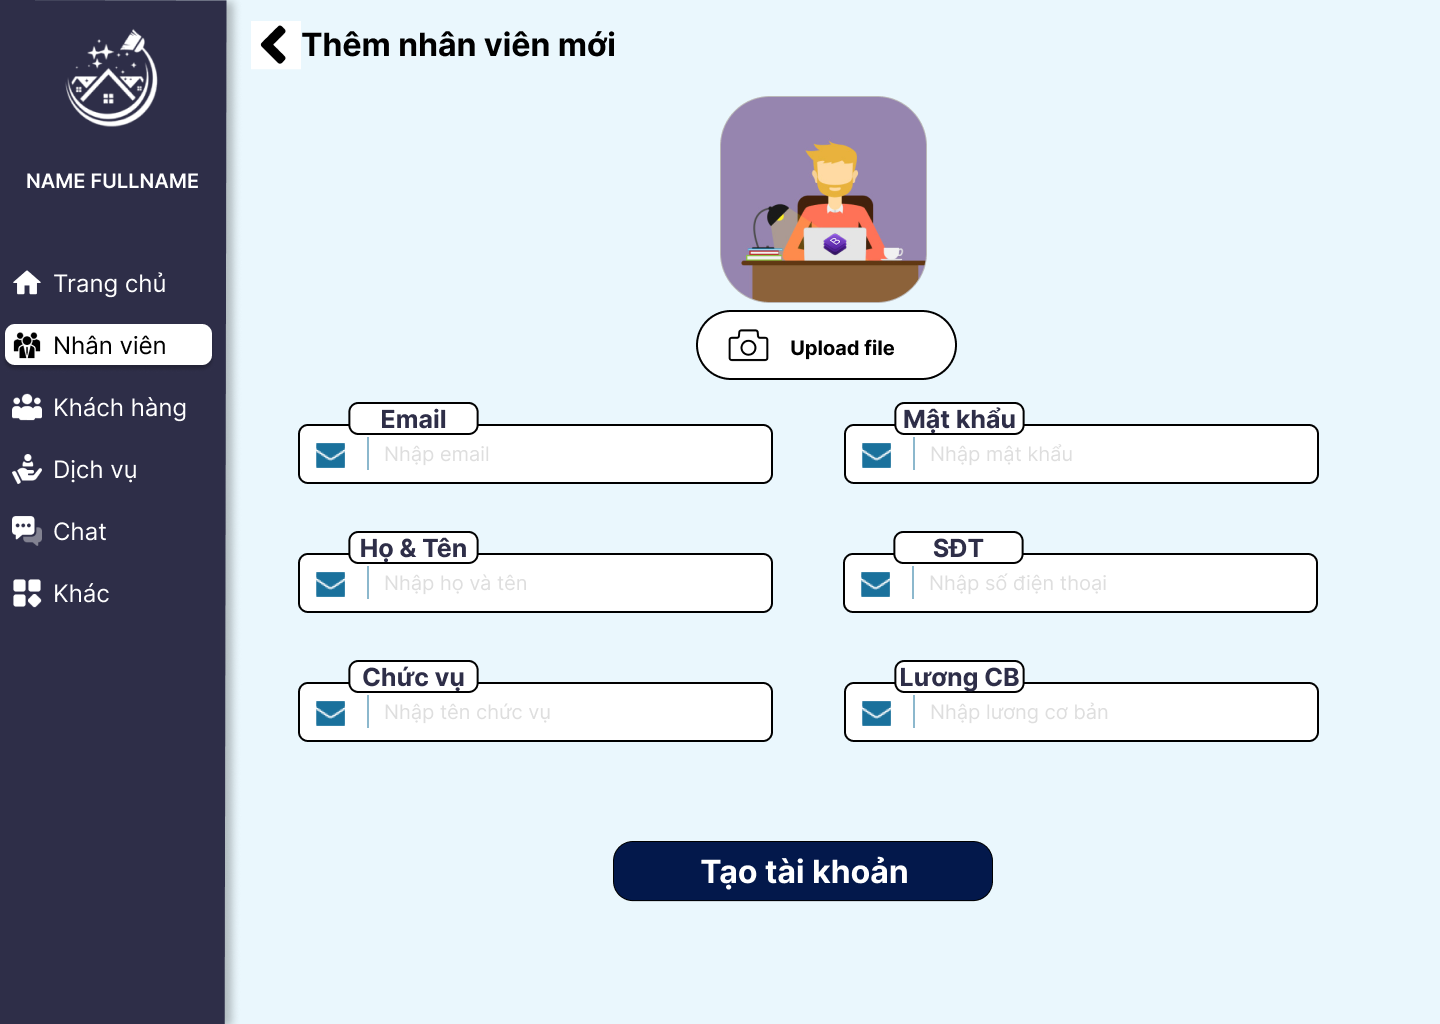 Thêm nhân viên mới
NAME FULLNAME
Trang chủ
Nhân viên
Khách hàng
Dịch vụ
Chat
Khác
Upload file
Email
Nhập email
Mật khẩu
Nhập mật khẩu
Họ & Tên
Nhập họ và tên
SĐT
Nhập số điện thoại
Chức vụ
Nhập tên chức vụ
Lương CB
Nhập lương cơ bản
Tạo tài khoản